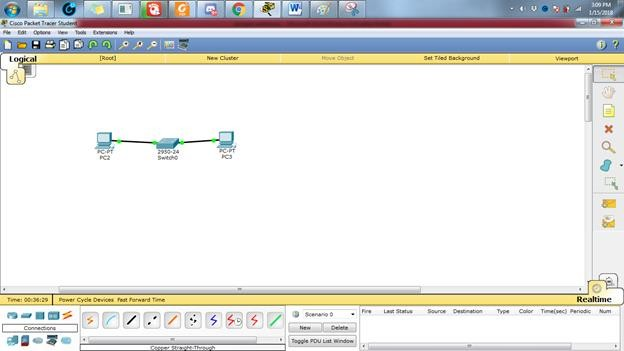 3:09 PM
1/15/2018
Cisco Packet Tracer Student
File Edit Options View Tools Extensions Help
Logical [Root] New Cluster Move Object Set Tiled Background Viewport
PC-PT
PC2
2950-24
Switch0
PC-PT
PC3
Time: 00:36:29 Power Cycle Devices Fast Forward Time Realtime
Scenario 0
New Delete
Toggle PDU List Window
Fire Last Status Source Destination Type Color Time(sec) Periodic Num
Connections
Copper Straight-Through